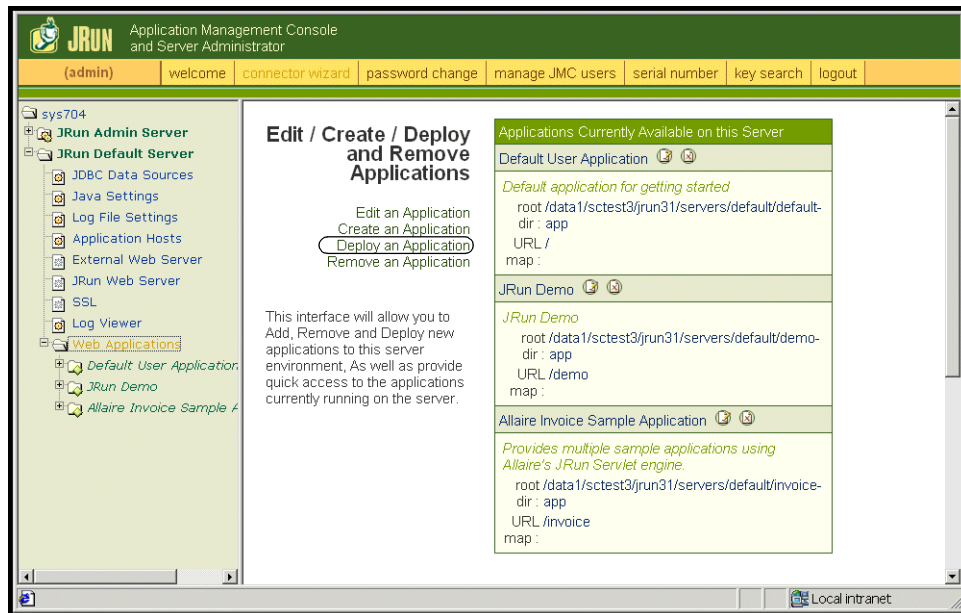 JRUN
Application Management Console
and Server Administrator
(admin) welcome connector wizard password change manage JMC users serial number key search logout
sys704
JRun Admin Server
JRun Default Server
JDBC Data Sources
Java Settings
Log File Settings
Application Hosts
External Web Server
JRun Web Server
SSL
Log Viewer
Web Applications
Default User Application
JRun Demo
Allaire Invoice Sample A
Edit / Create / Deploy
and Remove
Applications
Edit an Application
Create an Application
Deploy an Application
Remove an Application
This interface will allow you to
Add, Remove and Deploy new
applications to this server
environment, As well as provide
quick access to the applications
currently running on the server.
Applications Currently Available on this Server
Default User Application
Default application for getting started
root /data1/sctest3/jrun31/servers/default/default-
dir : app
URL /
map :
JRun Demo
JRun Demo
root /data1/sctest3/jrun31/servers/default/demo-
dir : app
URL /demo
map :
Allaire Invoice Sample Application
Provides multiple sample applications using
Allaire's JRun Servlet engine.
root /data1/sctest3/jrun31/servers/default/invoice-
dir : app
URL /invoice
map :
Local intranet